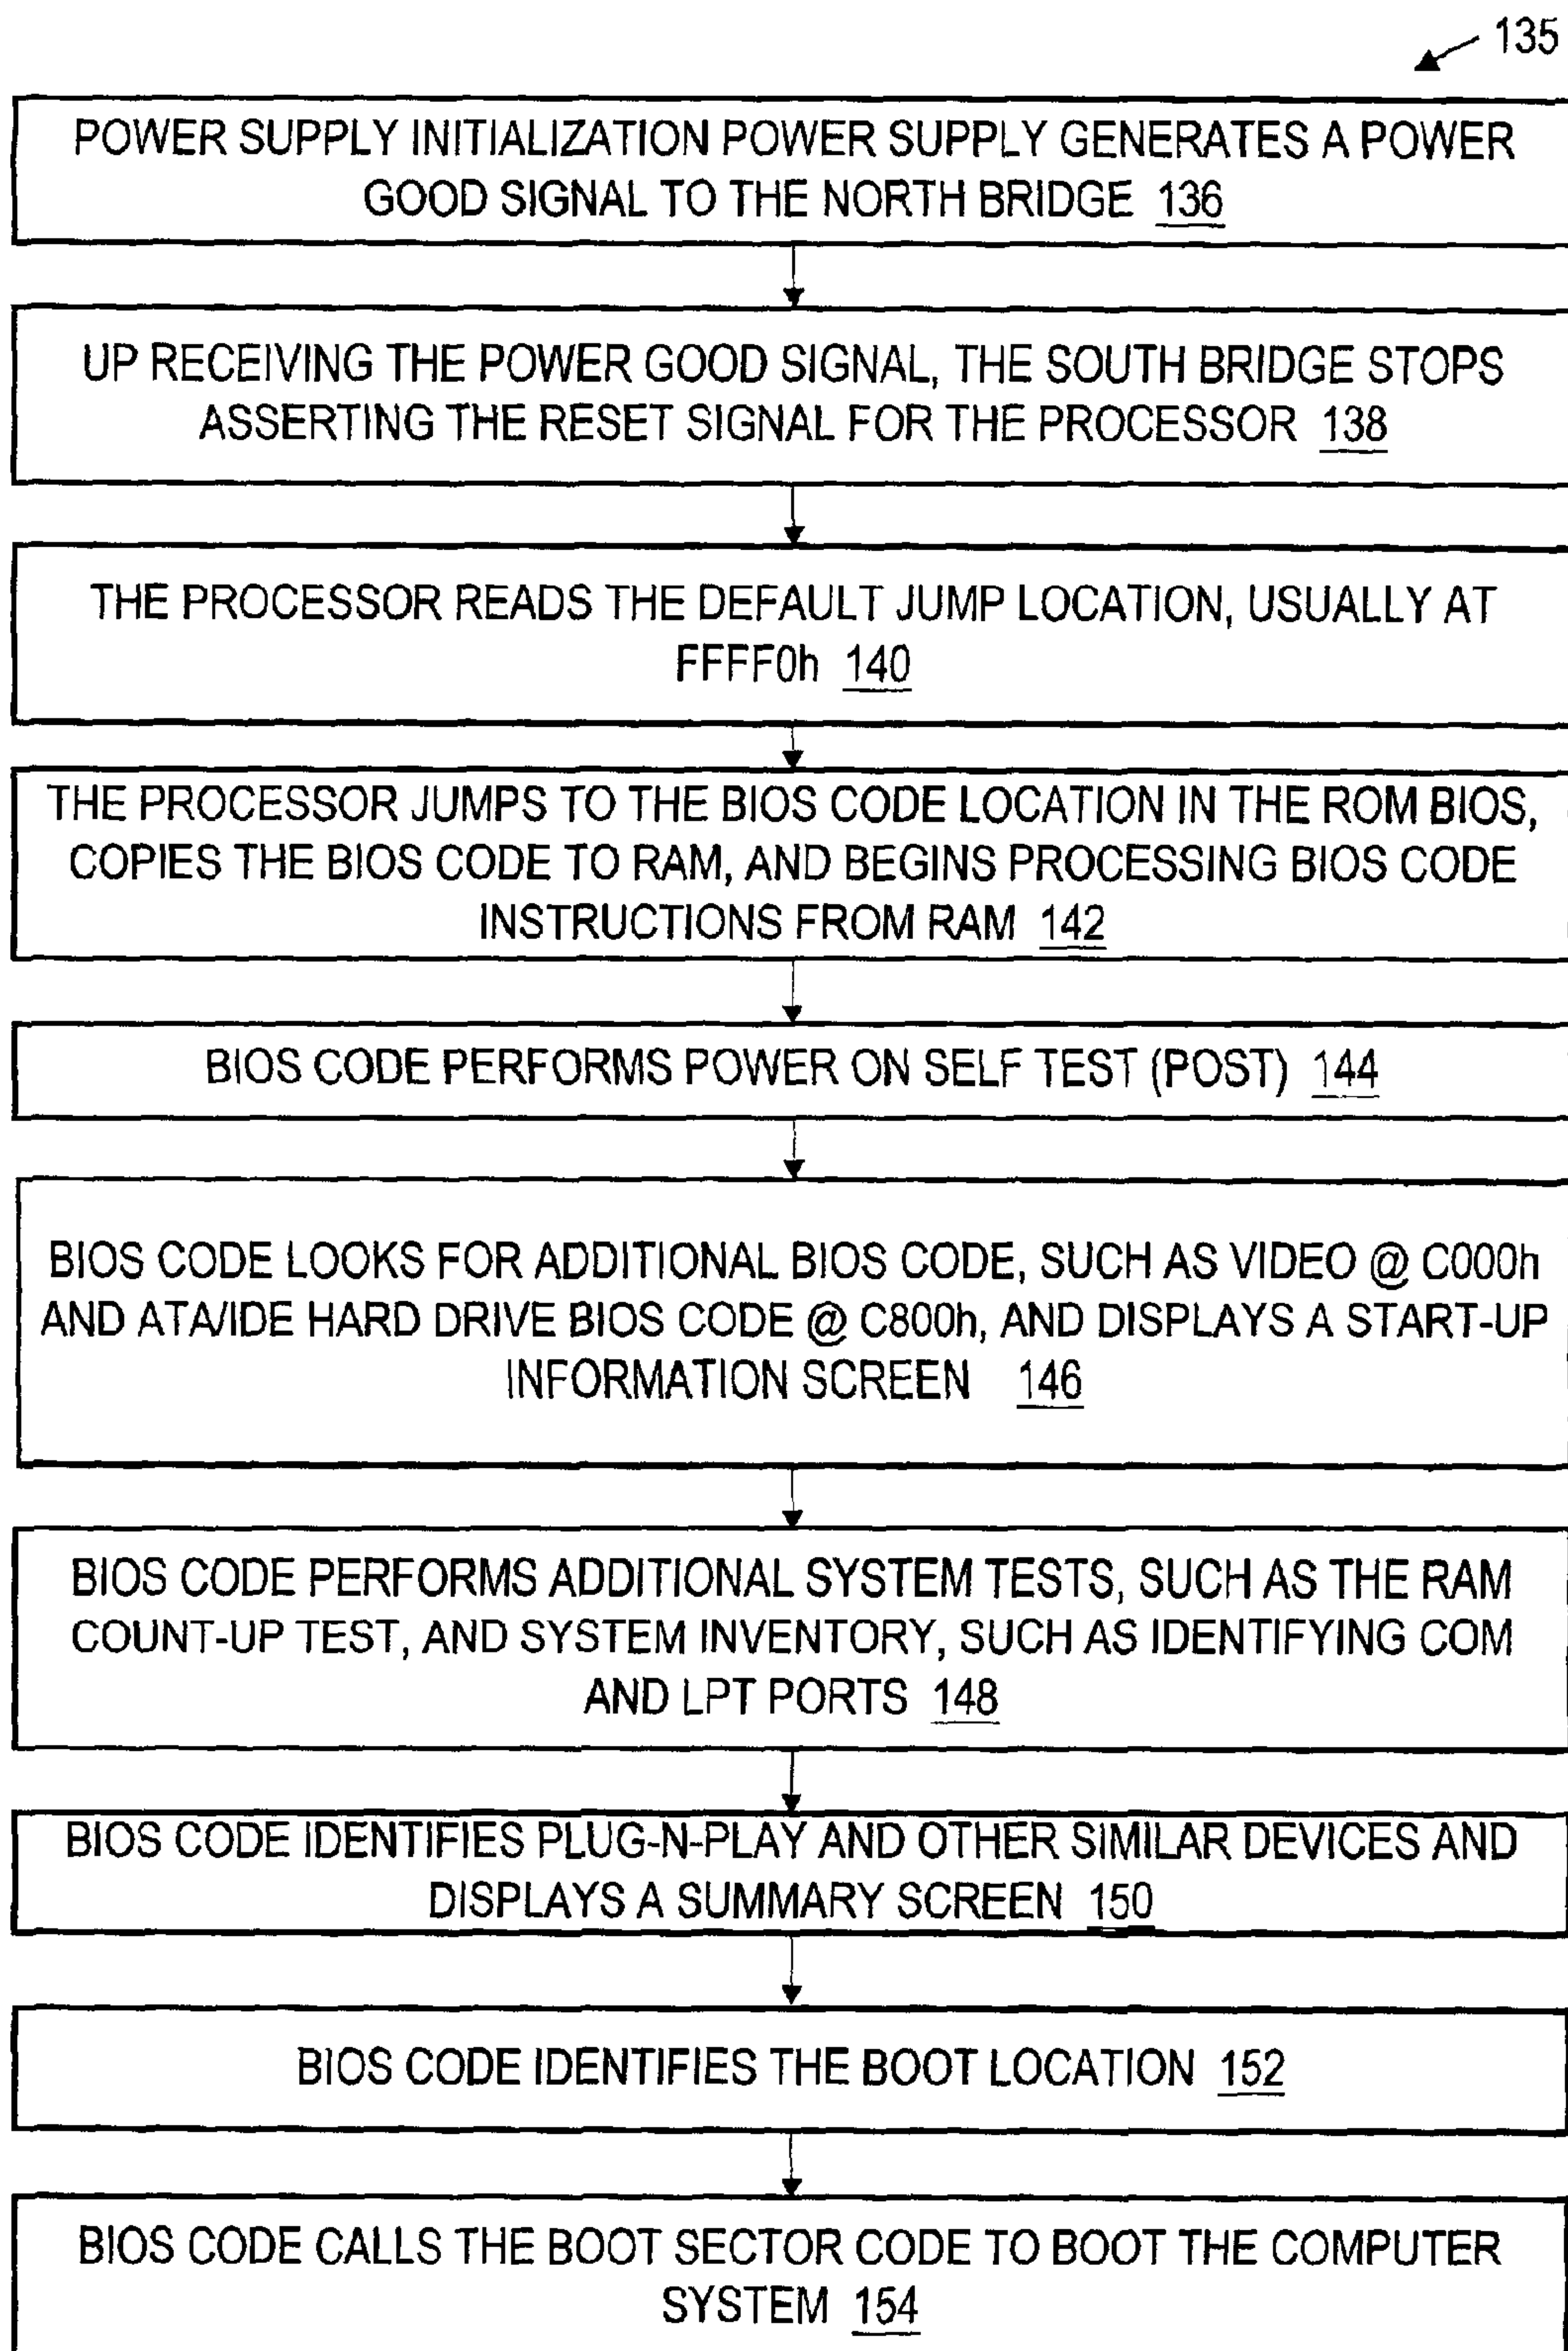 135
POWER SUPPLY INITIALIZATION POWER SUPPLY GENERATES A POWER
GOOD SIGNAL TO THE NORTH BRIDGE 136
UP RECEIVING THE POWER GOOD SIGNAL, THE SOUTH BRIDGE STOPS
ASSERTING THE RESET SIGNAL FOR THE PROCESSOR 138
THE PROCESSOR READS THE DEFAULT JUMP LOCATION, USUALLY AT
FFFF0h 140
THE PROCESSOR JUMPS TO THE BIOS CODE LOCATION IN THE ROM BIOS,
COPIES THE BIOS CODE TO RAM, AND BEGINS PROCESSING BIOS CODE
INSTRUCTIONS FROM RAM 142
BIOS CODE PERFORMS POWER ON SELF TEST (POST) 144
BIOS CODE LOOKS FOR ADDITIONAL BIOS CODE, SUCH AS VIDEO @ C000h
AND ATA/IDE HARD DRIVE BIOS CODE @ C800h, AND DISPLAYS A START-UP
INFORMATION SCREEN 146
BIOS CODE PERFORMS ADDITIONAL SYSTEM TESTS, SUCH AS THE RAM
COUNT-UP TEST, AND SYSTEM INVENTORY, SUCH AS IDENTIFYING COM
AND LPT PORTS 148
BIOS CODE IDENTIFIES PLUG-N-PLAY AND OTHER SIMILAR DEVICES AND
DISPLAYS A SUMMARY SCREEN 150
BIOS CODE IDENTIFIES THE BOOT LOCATION 152
BIOS CODE CALLS THE BOOT SECTOR CODE TO BOOT THE COMPUTER
SYSTEM 154